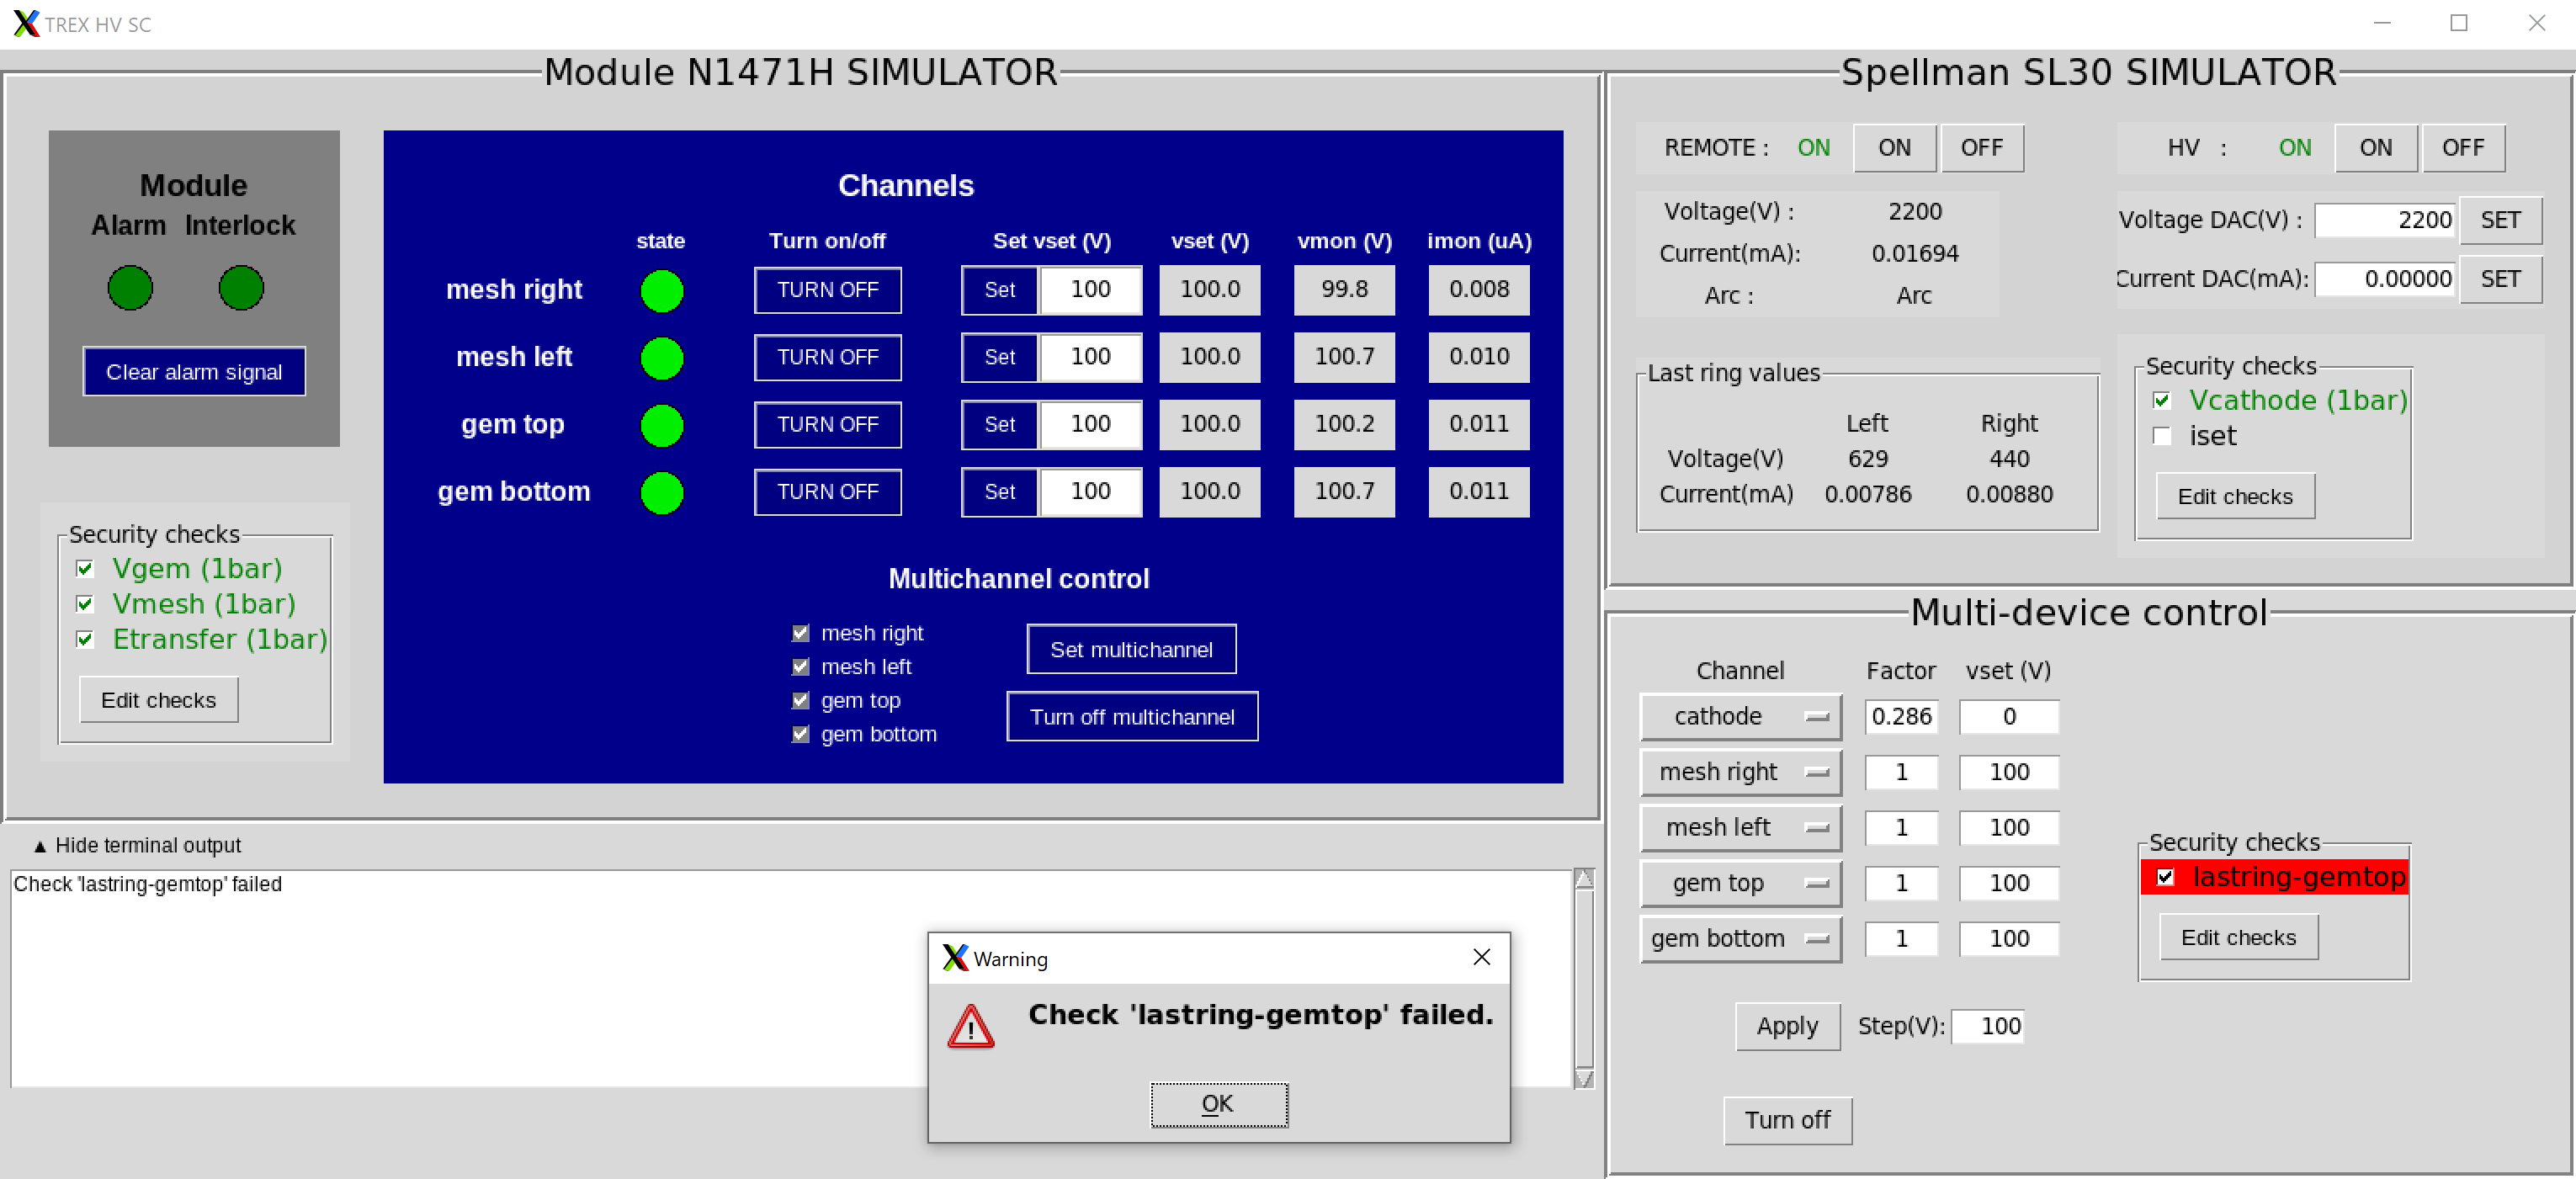 TREX HV SC
Module N1471H SIMULATOR
Module
Alarm Interlock
Clear alarm signal
Security checks
Vgem (1bar)
Vmesh (1bar)
Etransfer (1bar)
Edit checks
Channels
state Turn on/off Set vset (V) vset (V) vmon (V) imon (uA)
mesh right TURN OFF Set 100 100.0 99.8 0.008
mesh left TURN OFF Set 100 100.0 100.7 0.010
gem top TURN OFF Set 100 100.0 100.2 0.011
gem bottom TURN OFF Set 100 100.0 100.7 0.011
Multichannel control
mesh right
mesh left
gem top
gem bottom
Set multichannel
Turn off multichannel
▲ Hide terminal output
Check 'lastring-gemtop' failed
Warning
Check 'lastring-gemtop' failed.
OK
Spellman SL30 SIMULATOR
REMOTE : ON ON OFF
HV : ON ON OFF
Voltage(V) : 2200
Current(mA): 0.01694
Arc : Arc
Voltage DAC(V) : 2200 SET
Current DAC(mA): 0.00000 SET
Last ring values
Left Right
Voltage(V) 629 440
Current(mA) 0.00786 0.00880
Security checks
Vcathode (1bar)
iset
Edit checks
Multi-device control
Channel Factor vset (V)
cathode 0.286 0
mesh right 1 100
mesh left 1 100
gem top 1 100
gem bottom 1 100
Apply Step(V): 100
Turn off
Security checks
lastring-gemtop
Edit checks